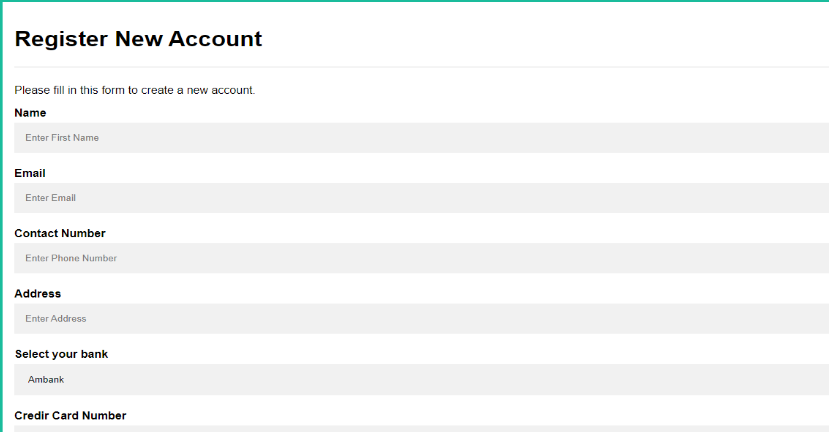 Register New Account
Please fill in this form to create a new account.
Name
Enter First Name
Email
Enter Email
Contact Number
Enter Phone Number
Address
Enter Address
Select your bank
Ambank
Credir Card Number